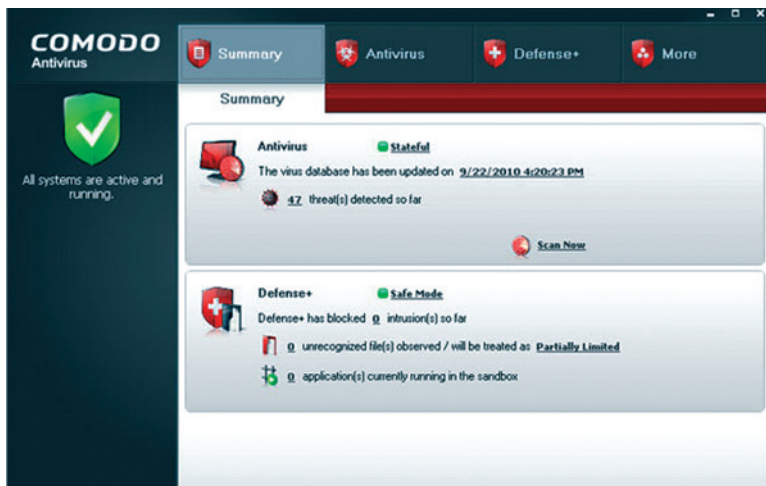 COMODO
Antivirus
Summary
Antivirus
Defense+
More
Summary
All systems are active and
running.
Antivirus Stateful
The virus database has been updated on 9/22/2010 4:20:23 PM
47 threat(s) detected so far
Scan Now
Defense+ Safe Mode
Defense+ has blocked 0 intrusion(s) so far
0 unrecognized file(s) observed / will be treated as Partially Limited
0 application(s) currently running in the sandbox